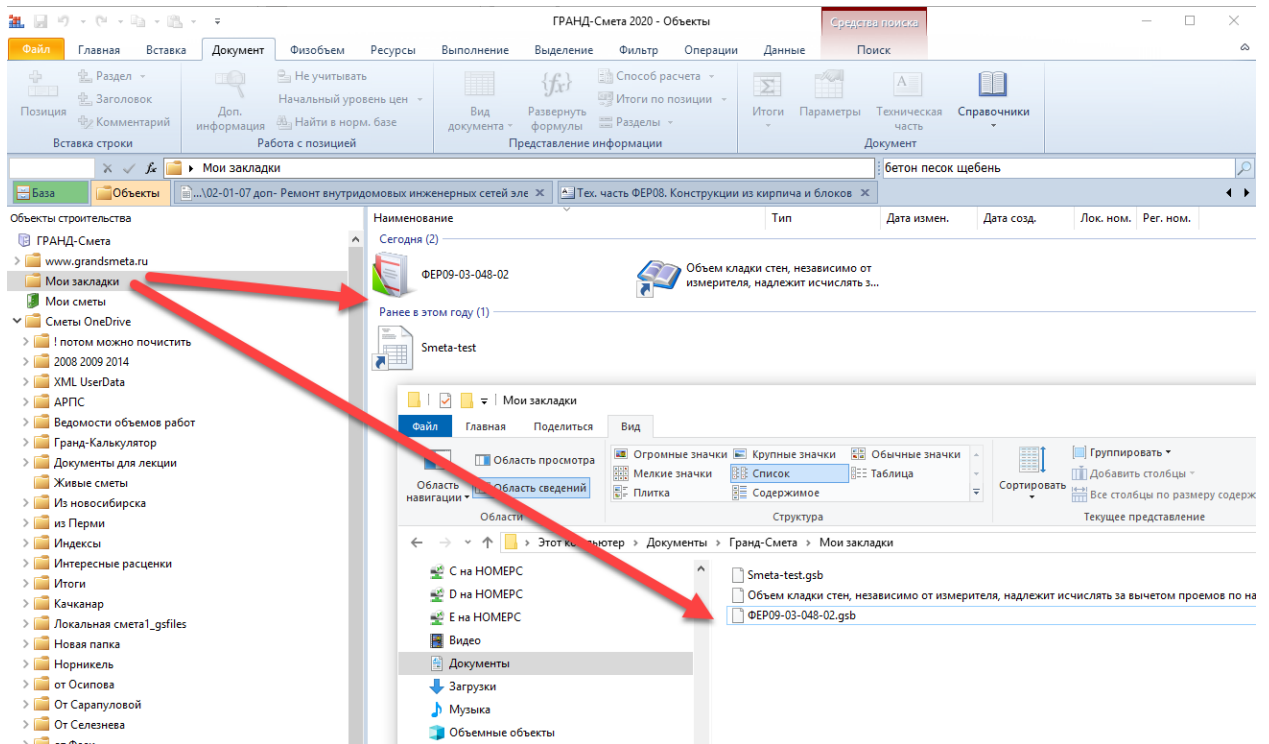 ГРАНД-Смета 2020 - Объекты
Средства поиска
Файл Главная Вставка Документ Физобъем Ресурсы Выполнение Выделение Фильтр Операции Данные Поиск
Позиция
Раздел
Заголовок
Комментарий
Вставка строки
Доп. информация
Не учитывать
Начальный уровень цен
Найти в норм. базе
Работа с позицией
Вид документа
{fx}
Развернуть формулы
Способ расчета
Итоги по позиции
Разделы
Представление информации
Итоги
Параметры
Техническая часть
Справочники
Документ
fx
Мои закладки
бетон песок щебень
База
Объекты
...\02-01-07 доп- Ремонт внутридомовых инженерных сетей эле
Тех. часть ФЕР08. Конструкции из кирпича и блоков
Объекты строительства
ГРАНД-Смета
www.grandsmeta.ru
Мои закладки
Мои сметы
Сметы OneDrive
! потом можно почистить
2008 2009 2014
XML UserData
АРПС
Ведомости объемов работ
Гранд-Калькулятор
Документы для лекции
Живые сметы
Из новосибирска
из Перми
Индексы
Интересные расценки
Итоги
Качканар
Локальная смета1_gsfiles
Новая папка
Норникель
от Осипова
От Сарапуловой
От Селезнева
Наименование Тип Дата измен. Дата созд. Лок. ном. Рег. ном.
Сегодня (2)
ФЕР09-03-048-02
Объем кладки стен, независимо от
измерителя, надлежит исчислять з...
Ранее в этом году (1)
Smeta-test
Мои закладки
Файл Главная Поделиться Вид
Область навигации
Область просмотра
Область сведений
Области
Огромные значки Крупные значки Обычные значки
Мелкие значки Список Таблица
Плитка Содержимое
Структура
Сортировать
Группировать
Добавить столбцы
Все столбцы по размеру содерж
Текущее представление
Этот компьютер > Документы > Гранд-Смета > Мои закладки
C на HOMEPC
D на HOMEPC
E на HOMEPC
Видео
Документы
Загрузки
Музыка
Объемные объекты
Smeta-test.gsb
Объем кладки стен, независимо от измерителя, надлежит исчислять за вычетом проемов по на
ФЕР09-03-048-02.gsb